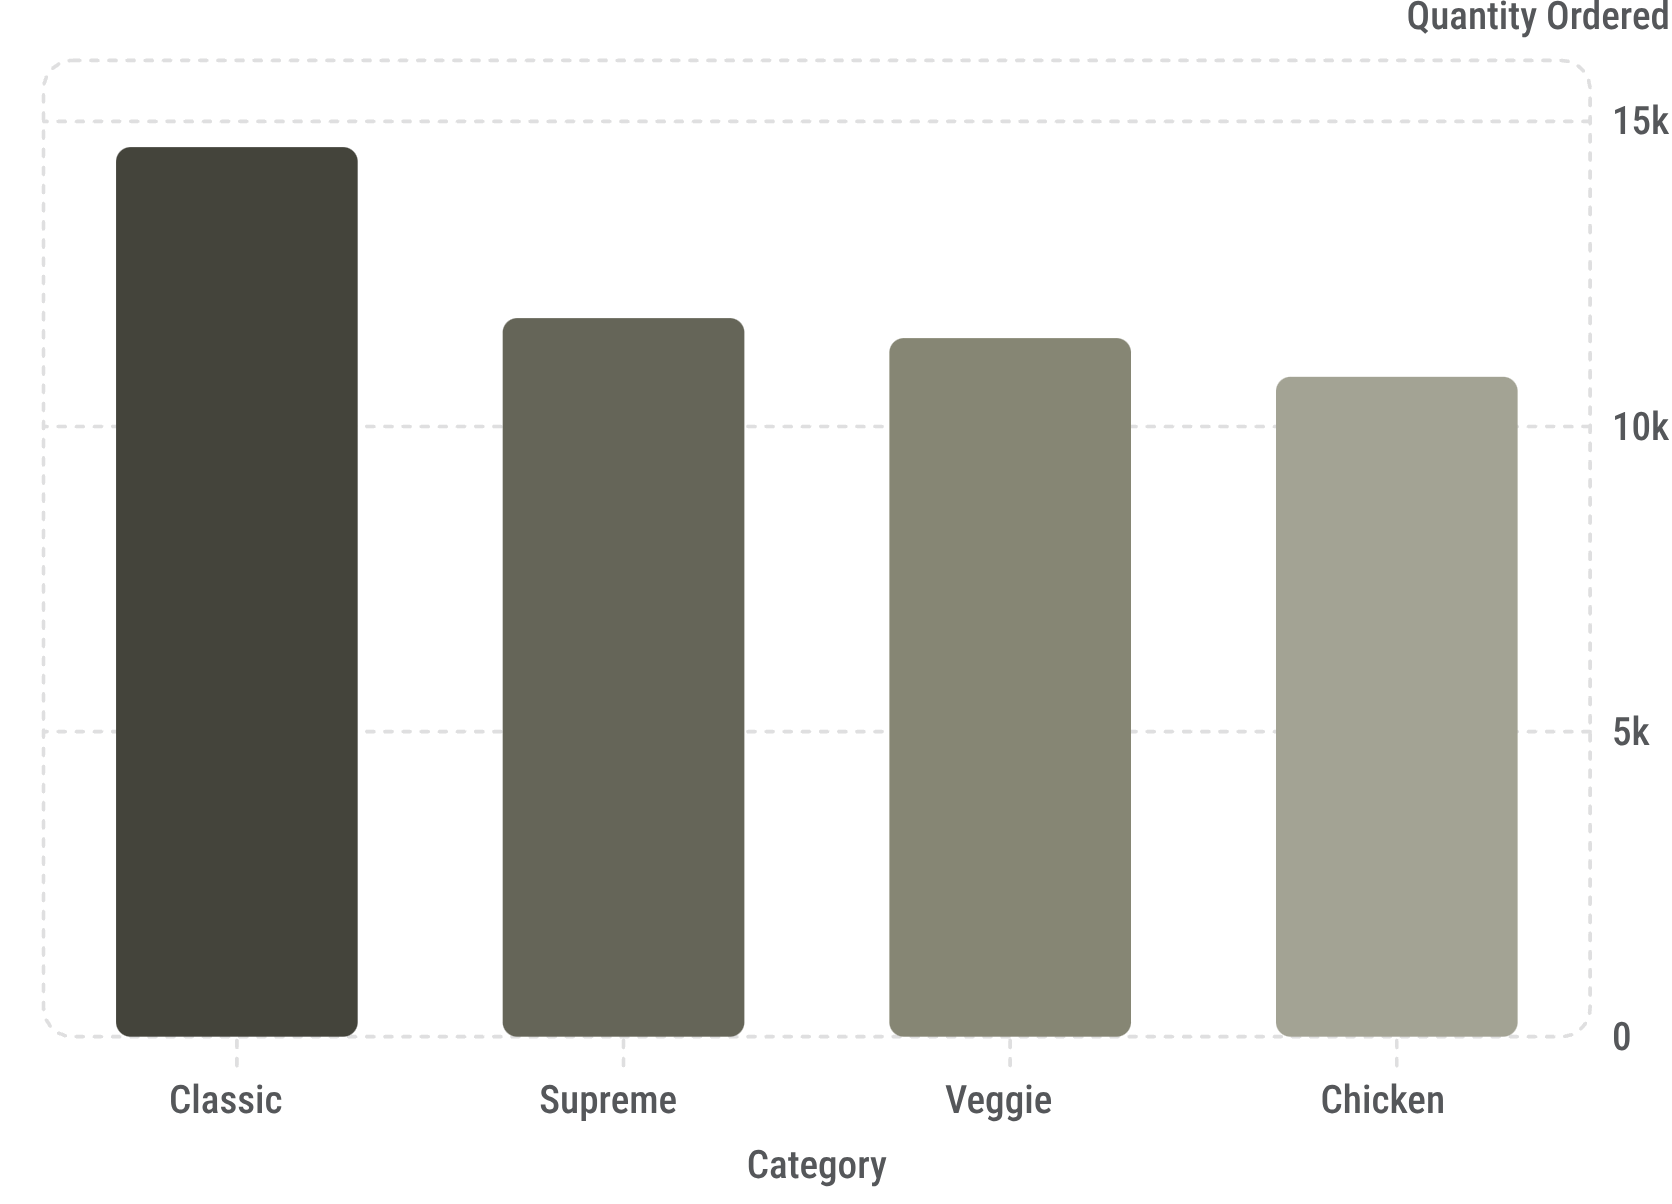 Quantity Ordered
15k
10k
5k
0
Classic
Supreme
Veggie
Chicken
Category